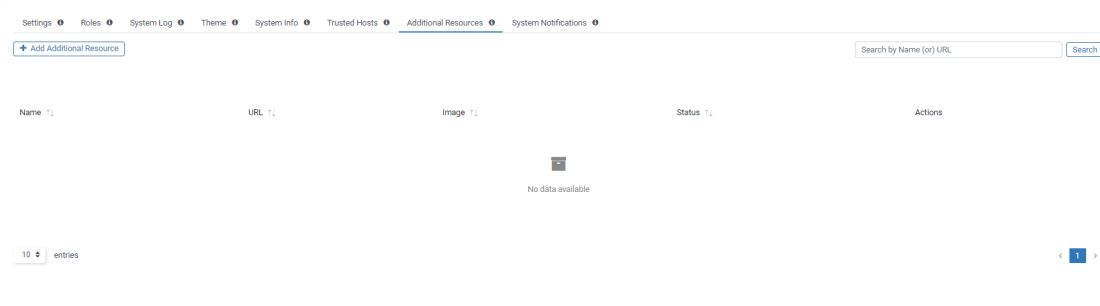 Settings Roles System Log Theme System Info Trusted Hosts Additional Resources System Notifications
+ Add Additional Resource Search by Name (or) URL Search
Name URL Image Status Actions
No data available
10 entries 1